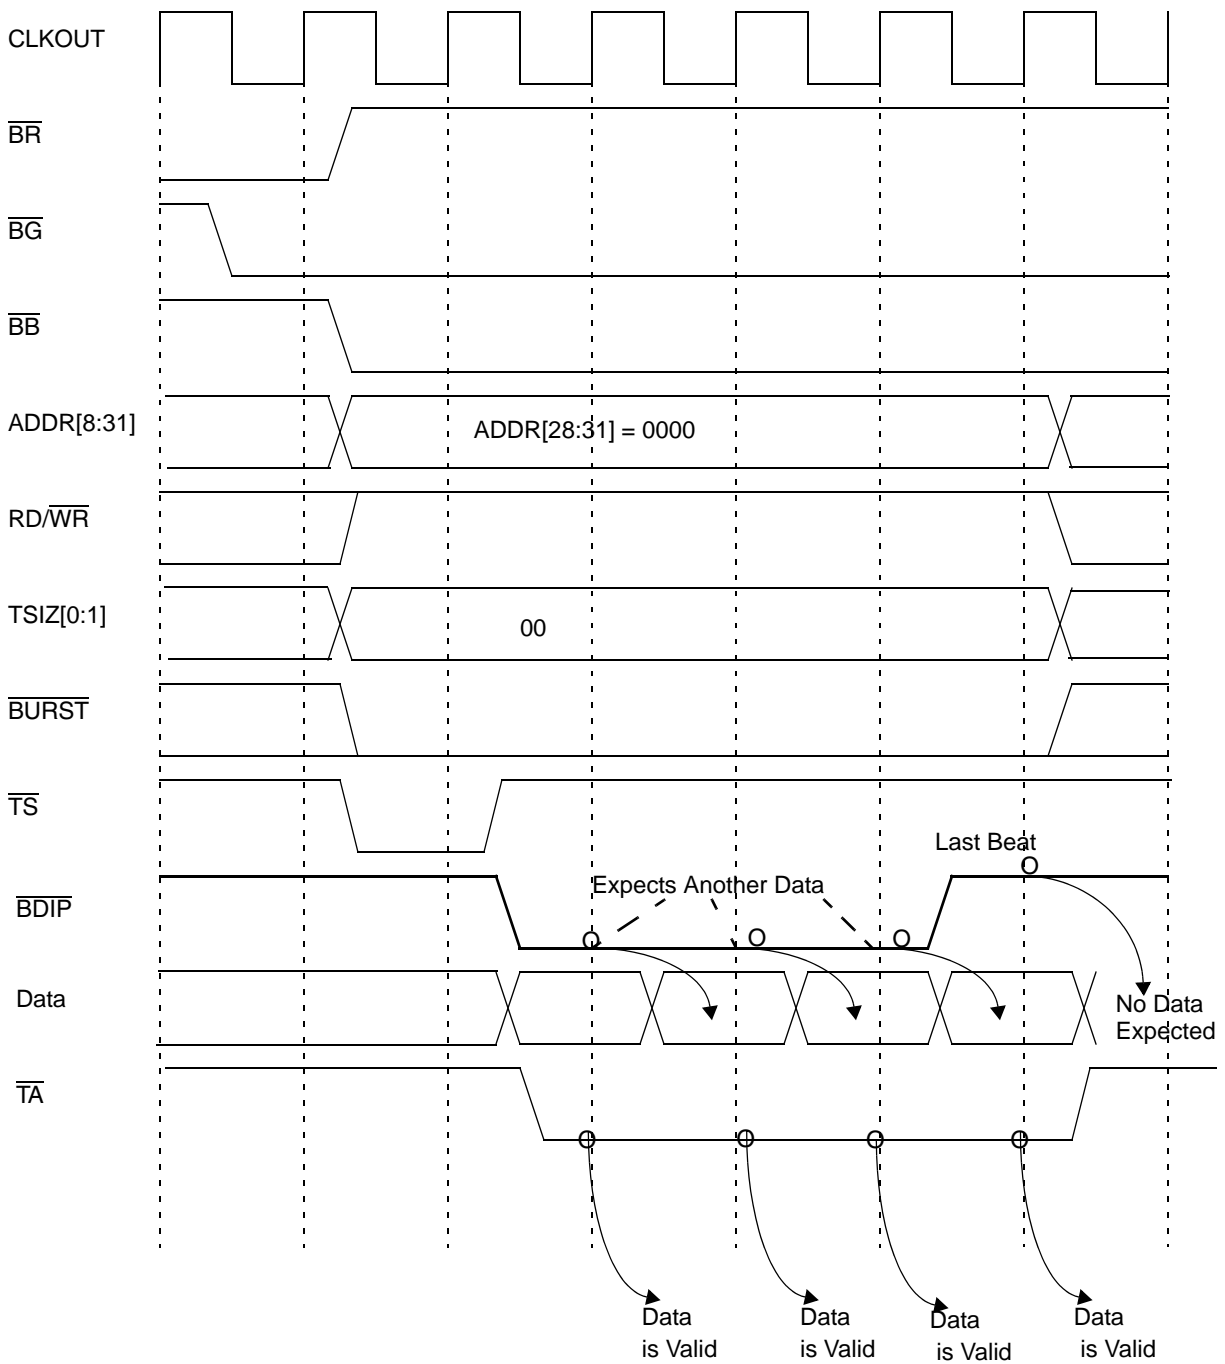 CLKOUT
BR
BG
BB
ADDR[8:31]
ADDR[28:31] = 0000
RD/WR
TSIZ[0:1]
00
BURST
TS
Last Beat
O
BDIP
Expects Another Data
O
O
O
Data
No Data
Expected
TA
O
O
O
O
Data
is Valid
Data
is Valid
Data
is Valid
Data
is Valid